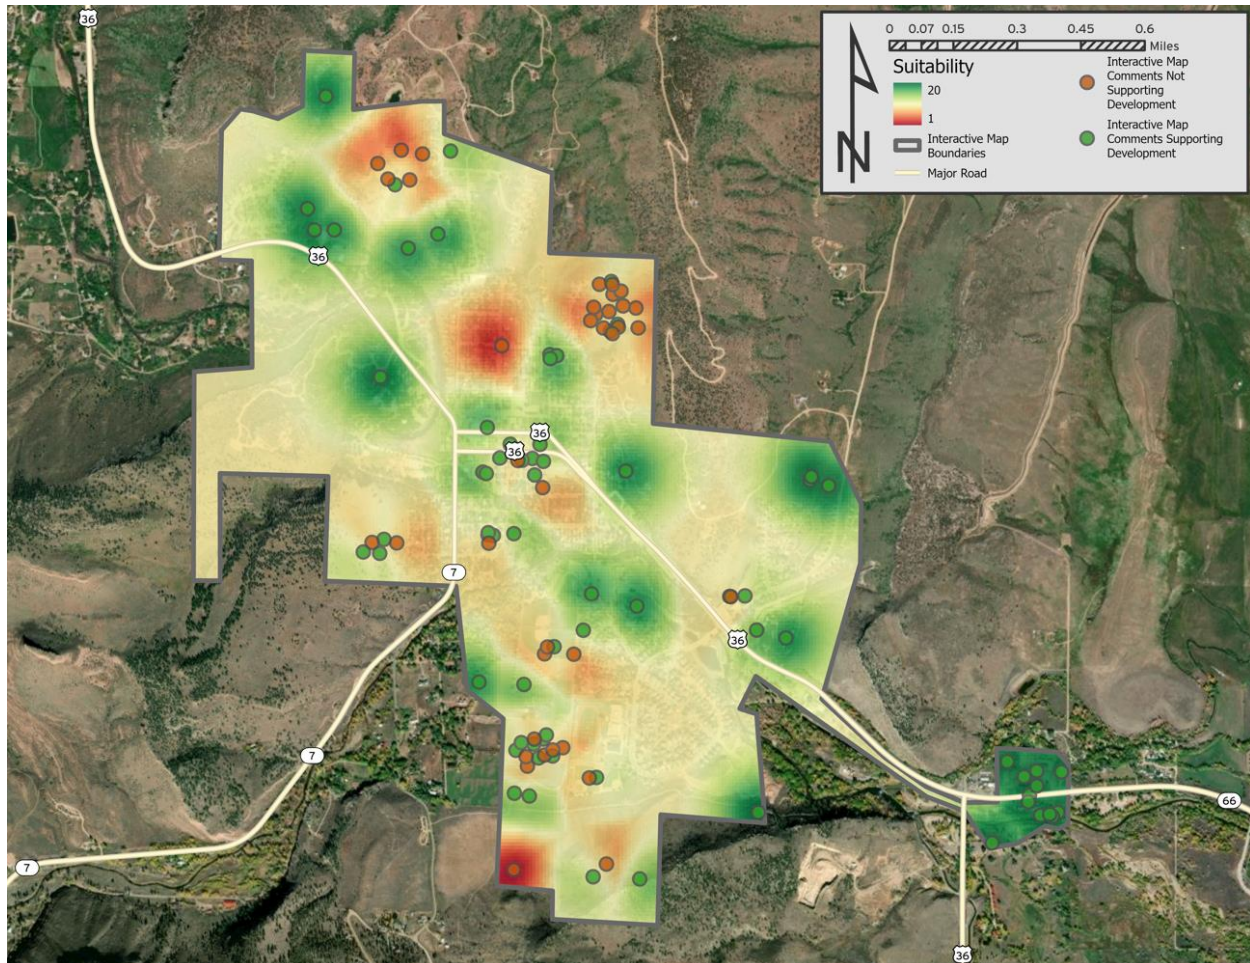 36
0 0.07 0.15 0.3 0.45 0.6
Miles
Suitability
20
1
Interactive Map
Boundaries
Major Road
Interactive Map
Comments Not
Supporting
Development
Interactive Map
Comments Supporting
Development
N
36
36
36
7
36
7
66
7
36